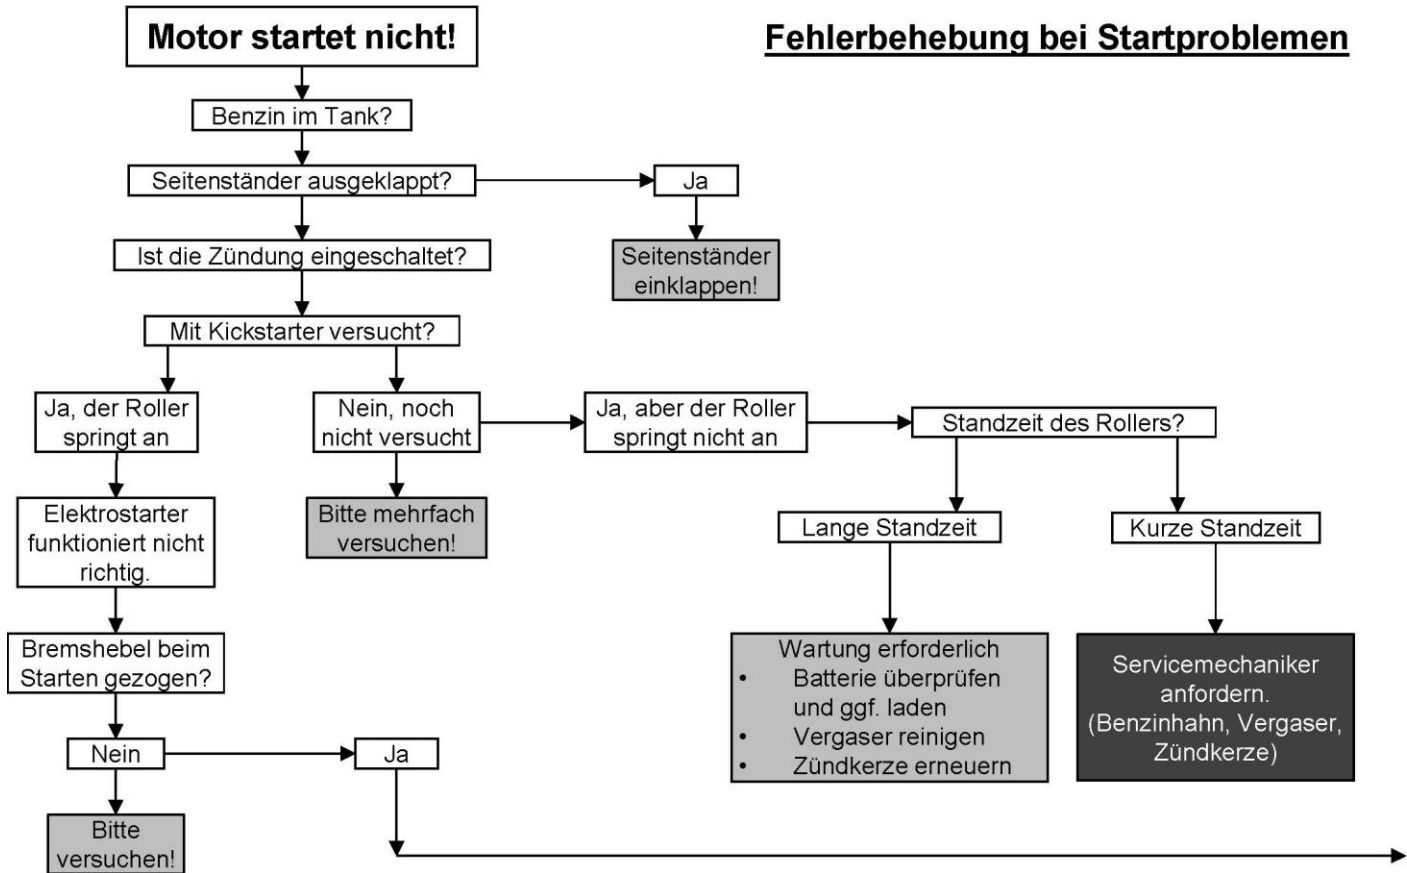 Motor startet nicht!
Fehlerbehebung bei Startproblemen
Benzin im Tank?
Seitenständer ausgeklappt?
Ja
Ist die Zündung eingeschaltet?
Seitenständer
einklappen!
Mit Kickstarter versucht?
Ja, der Roller
springt an
Nein, noch
nicht versucht
Ja, aber der Roller
springt nicht an
Standzeit des Rollers?
Elektrostarter
funktioniert nicht
richtig.
Bitte mehrfach
versuchen!
Lange Standzeit
Kurze Standzeit
Bremshebel beim
Starten gezogen?
Wartung erforderlich
• Batterie überprüfen
und ggf. laden
• Vergaser reinigen
• Zündkerze erneuern
Servicemechaniker
anfordern.
(Benzinhahn, Vergaser,
Zündkerze)
Nein
Ja
Bitte
versuchen!